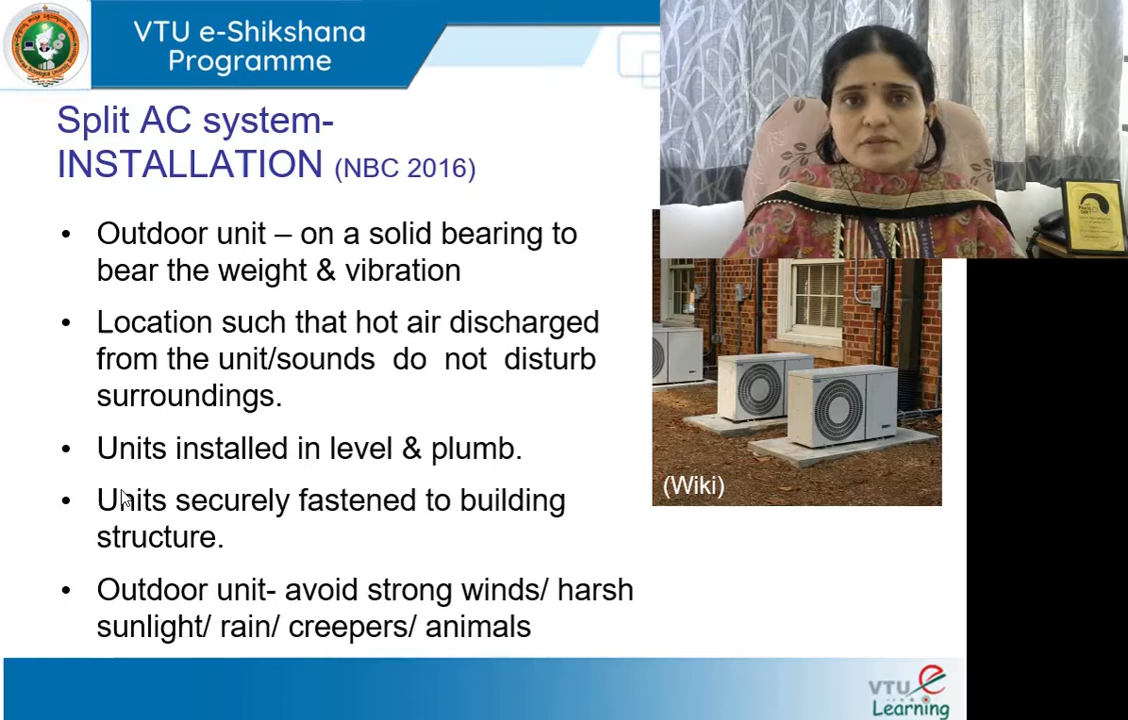 VTU e-Shikshana
Programme
Split AC system-
INSTALLATION (NBC 2016)
• Outdoor unit – on a solid bearing to
bear the weight & vibration
• Location such that hot air discharged
from the unit/sounds do not disturb
surroundings.
• Units installed in level & plumb.
• Units securely fastened to building
structure.
• Outdoor unit- avoid strong winds/ harsh
sunlight/ rain/ creepers/ animals
(Wiki)
VTU e
Learning